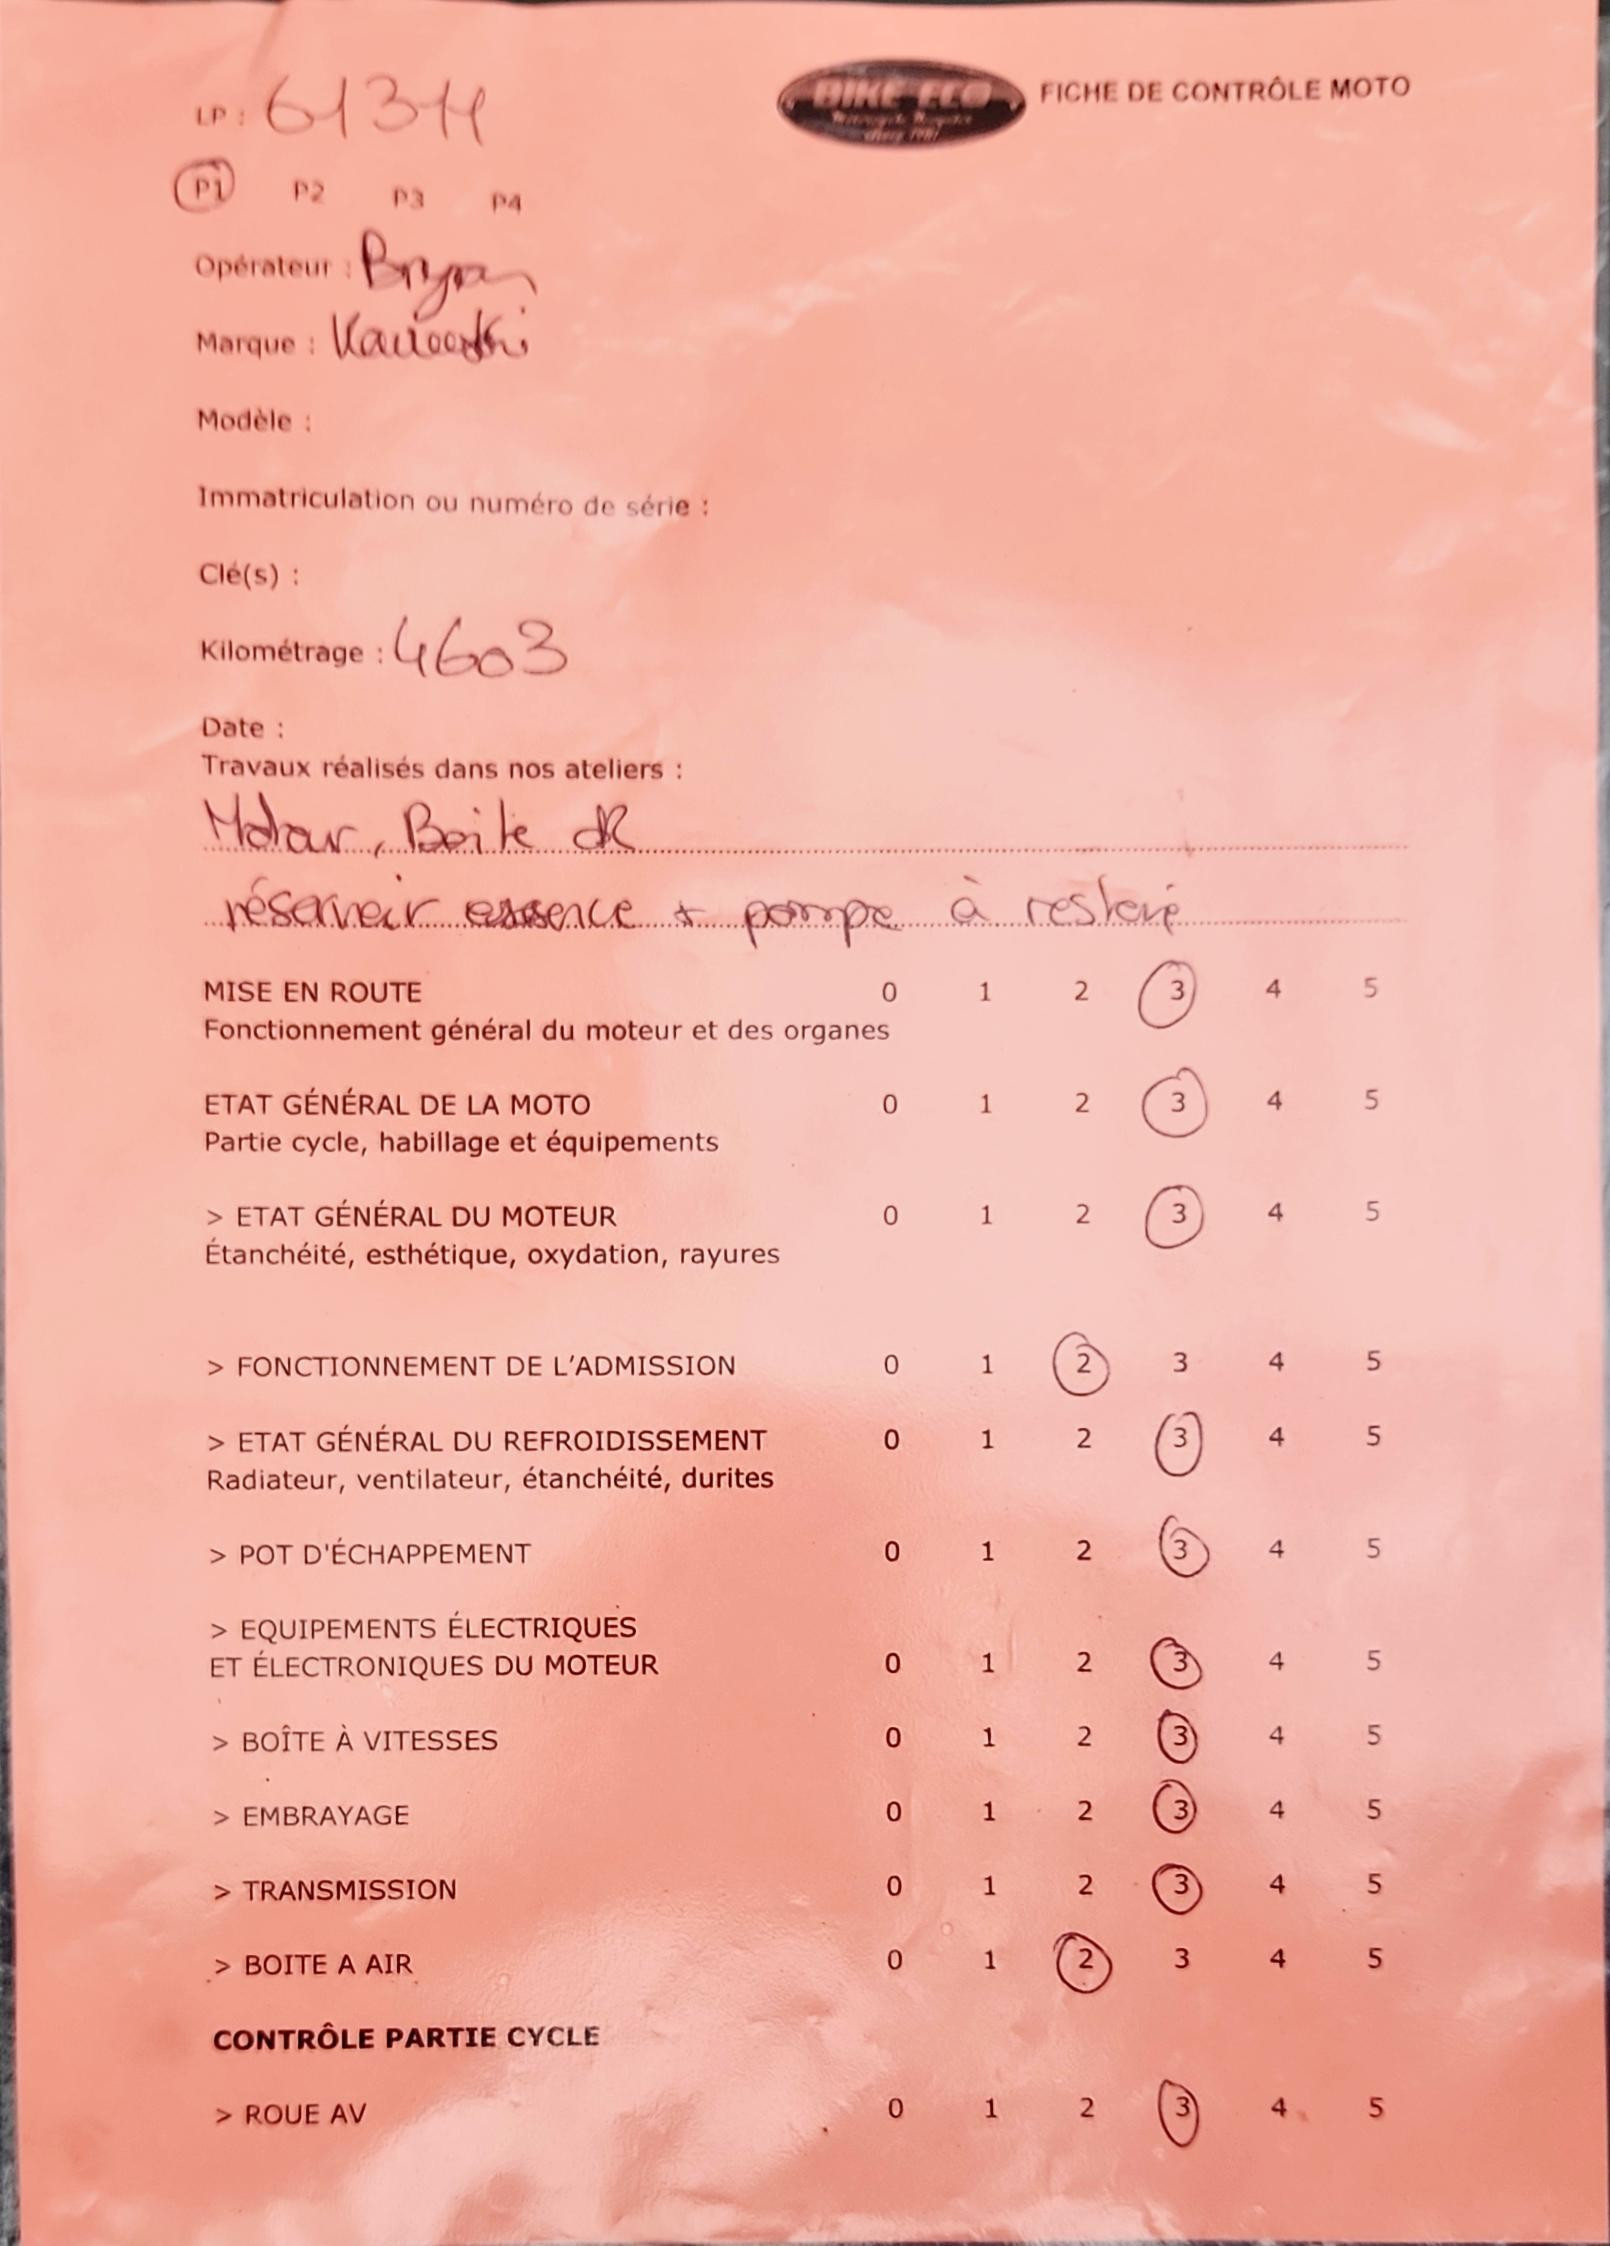 LP : 61311
BIKE ECO
FICHE DE CONTRÔLE MOTO
P1 P2 P3 P4
Opérateur : Bryan
Marque : Kawasaki
Modèle :
Immatriculation ou numéro de série :
Clé(s) :
Kilométrage : 4603
Date :
Travaux réalisés dans nos ateliers :
Moteur, Boite ok
réservoir essence + pompe à
MISE EN ROUTE 0 1 2 3 4 5
Fonctionnement général du moteur et des organes
ETAT GÉNÉRAL DE LA MOTO 0 1 2 3 4 5
Partie cycle, habillage et équipements
> ETAT GÉNÉRAL DU MOTEUR 0 1 2 3 4 5
Étanchéité, esthétique, oxydation, rayures
> FONCTIONNEMENT DE L'ADMISSION 0 1 2 3 4 5
> ETAT GÉNÉRAL DU REFROIDISSEMENT 0 1 2 3 4 5
Radiateur, ventilateur, étanchéité, durites
> POT D'ÉCHAPPEMENT 0 1 2 3 4 5
> EQUIPEMENTS ÉLECTRIQUES
ET ÉLECTRONIQUES DU MOTEUR 0 1 2 3 4 5
> BOÎTE À VITESSES 0 1 2 3 4 5
> EMBRAYAGE 0 1 2 3 4 5
> TRANSMISSION 0 1 2 3 4 5
> BOITE A AIR 0 1 2 3 4 5
CONTRÔLE PARTIE CYCLE
> ROUE AV 0 1 2 3 4 5